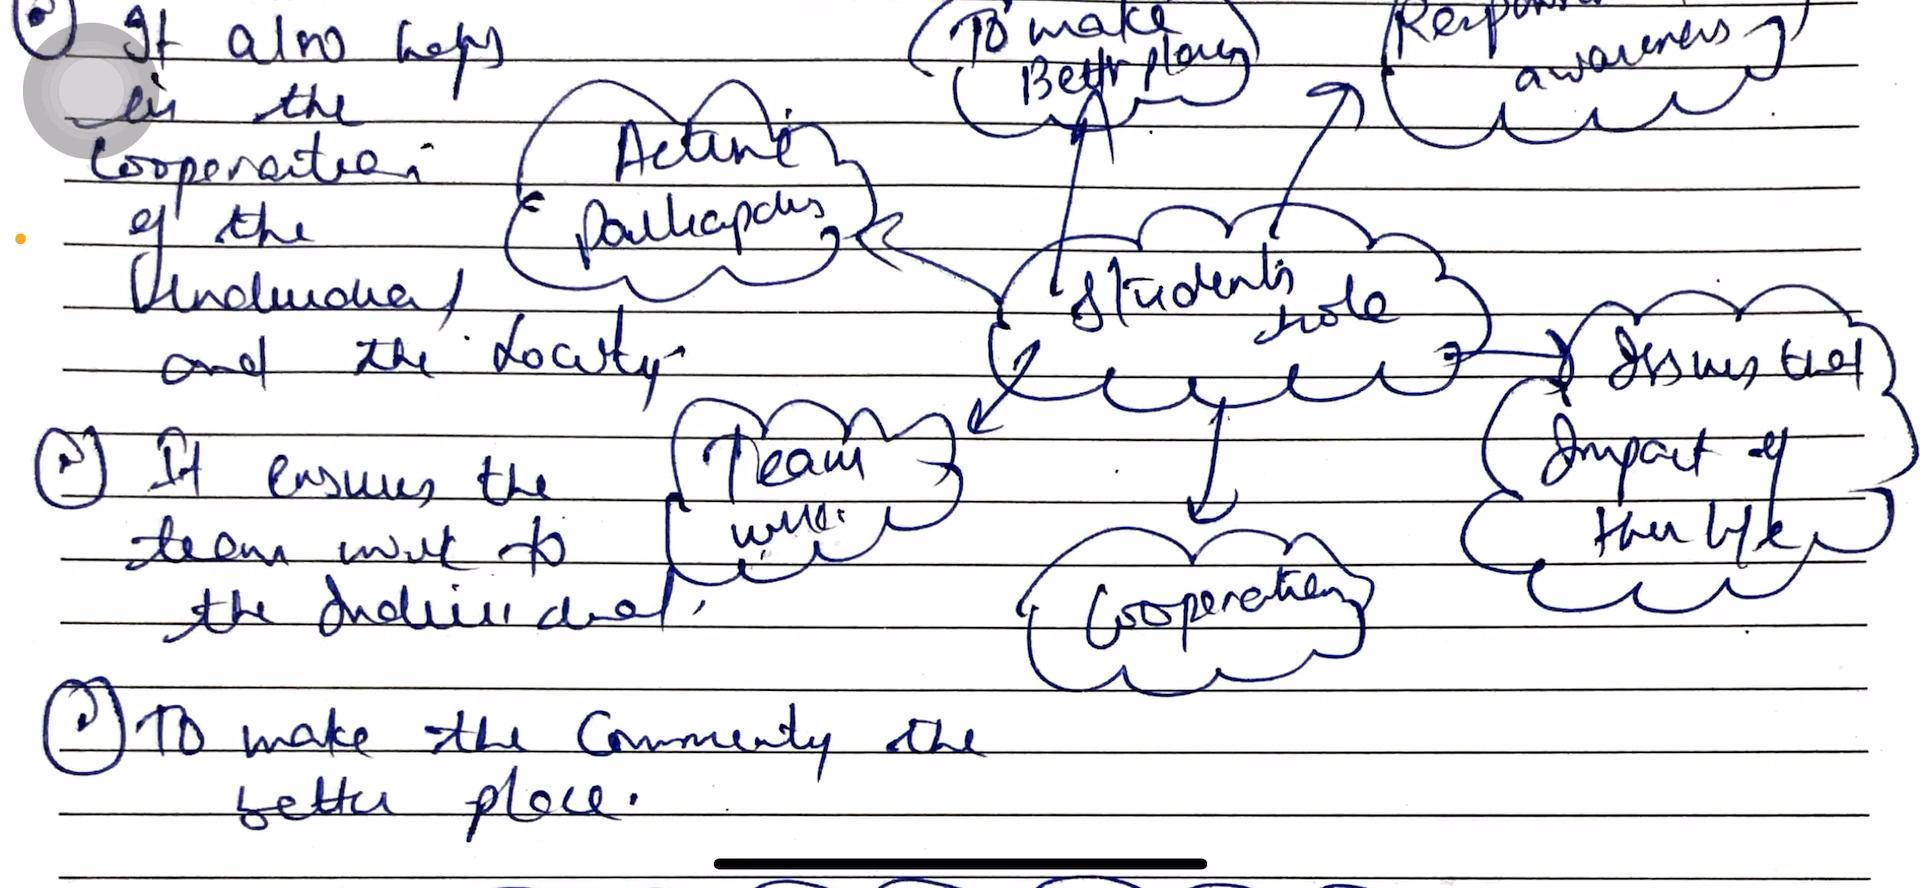 It also helps
in the
Cooperation
of the
Individual
and the Locality
It ensures the
team work to
the Individual.
To make the Community the
better place.
To make
Better place
awareness
Active
participation
Students
role
Issues that
Impact of
their life
Team
work.
Cooperation